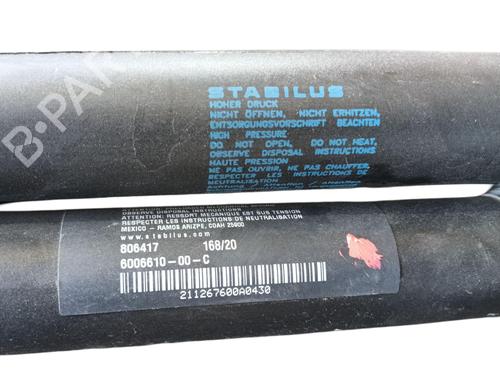 STABILUS
HOHER DRUCK
NICHT ÖFFNEN, NICHT ERHITZEN,
ENTSORGUNGSVORSCHRIFT BEACHTEN
HIGH PRESSURE
DO NOT OPEN, DO NOT HEAT,
OBSERVE DISPOSAL INSTRUCTIONS
HAUTE PRESSION
NE PAS OUVRIR, NE PAS CHAUFFER,
RESPECTER LES INSTRUCTIONS DE
NEUTRALISATION
B-PARTS
OBSERVE DISPOSAL INSTRUCTIONS
ATTENTION: RESSORT MECANIQUE EST SUS TENSION
RESPECTER LES INSTRUCTIONS DE NEUTRALISATION
MEXICO - RAMOS ARIZPE, COAH 25900
www.stabilus.com
806417 168/20
6006610-00-C
211267600A0430